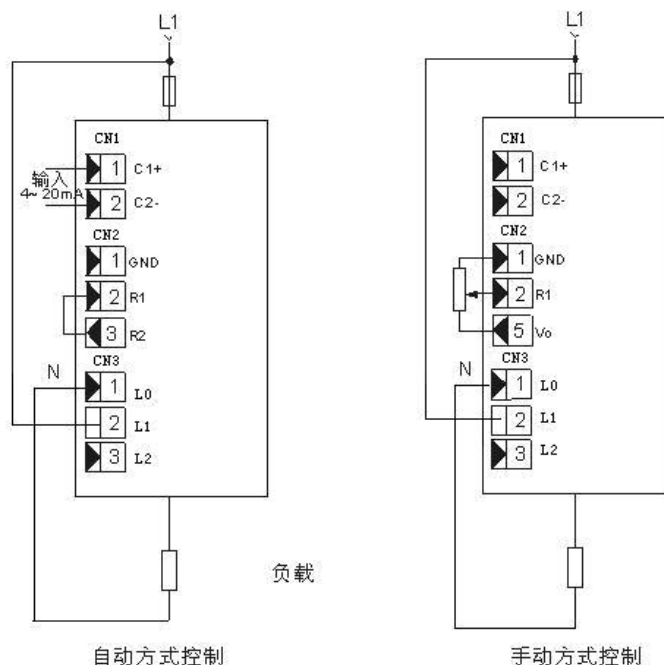 L1
CN1
1 C1+
输入
4~ 20mA
2 C2-
CN2
1 GND
2 R1
3 R2
CN3
N
1 L0
2 L1
3 L2
负载
自动方式控制
L1
CN1
1 C1+
2 C2-
CN2
1 GND
2 R1
5 Vo
CN3
N
1 L0
2 L1
3 L2
手动方式控制